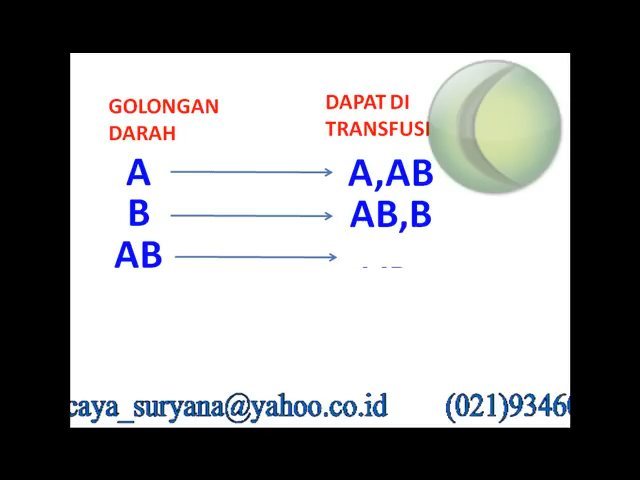 GOLONGAN DARAH
DAPAT DI TRANSFUSI
A A,AB
B AB,B
AB
caya_suryana@yahoo.co.id (021)9346